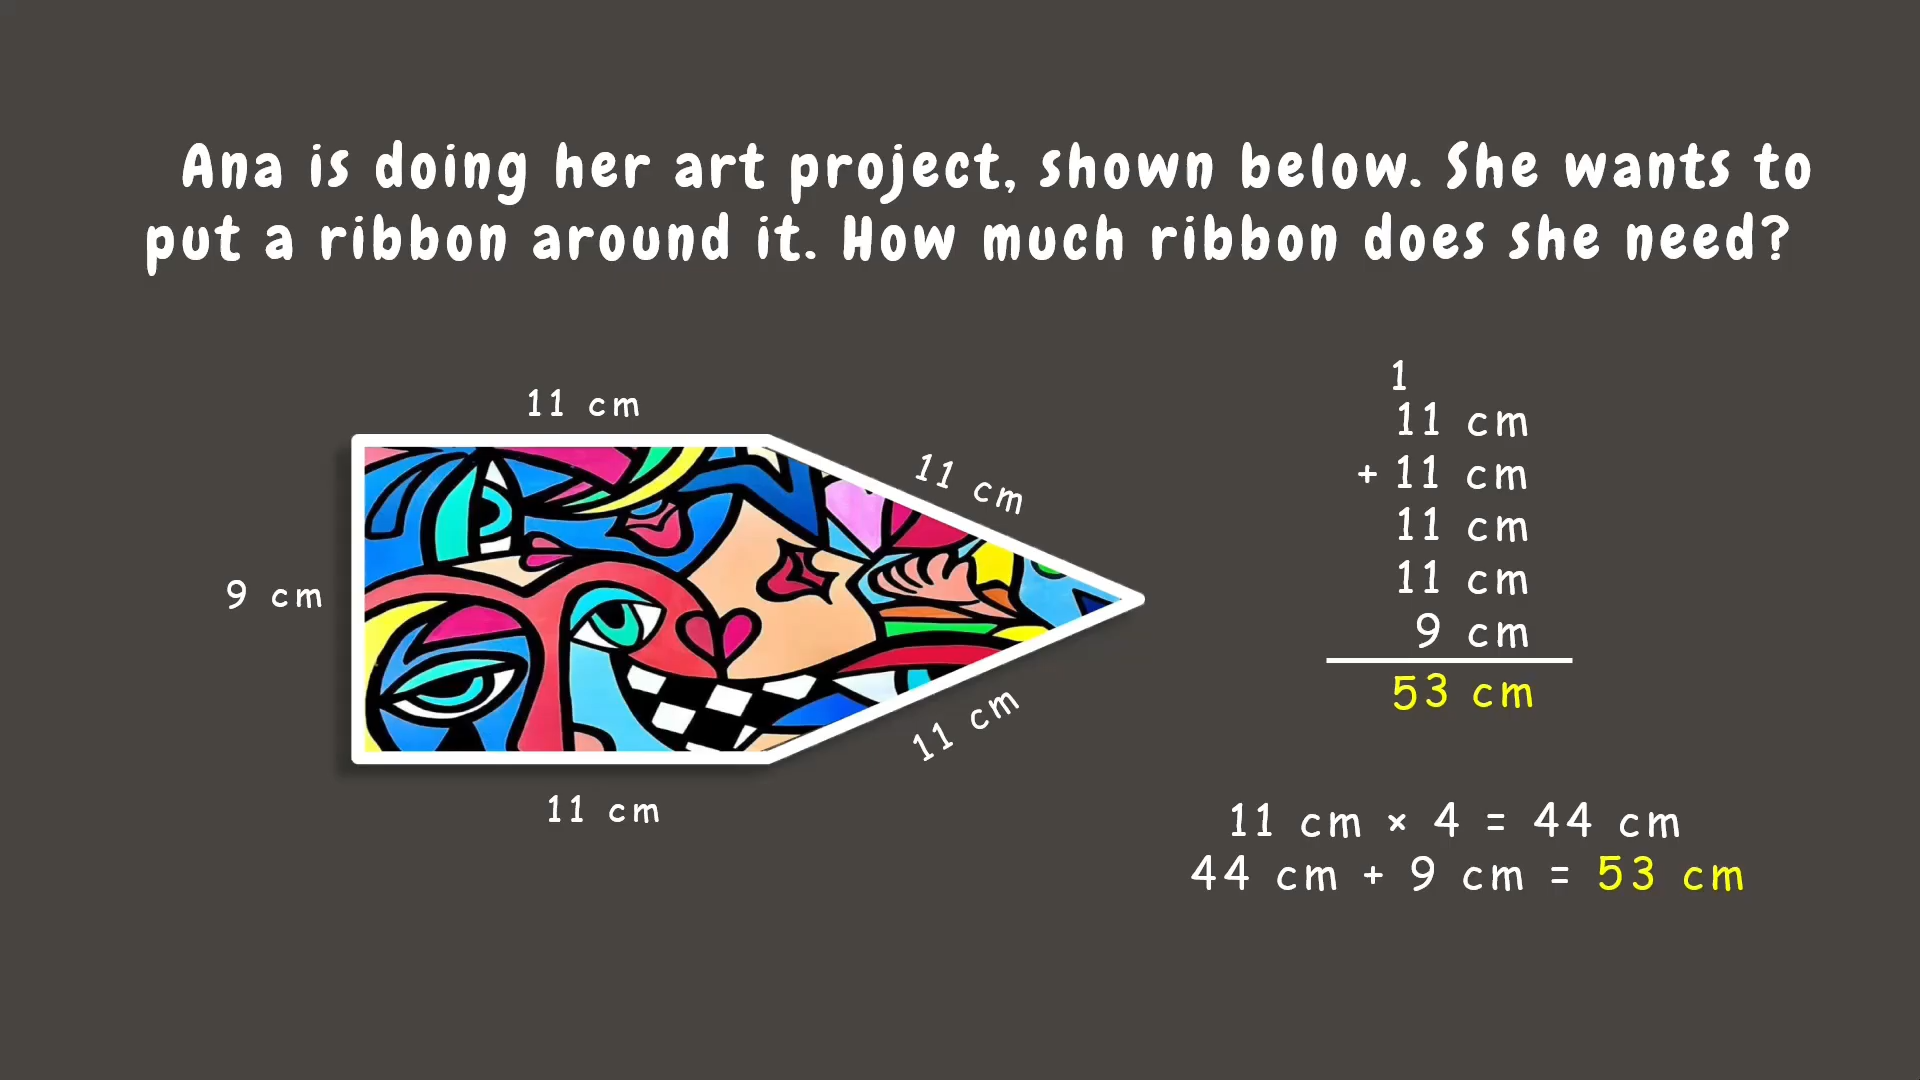 Ana is doing her art project, shown below. She wants to
put a ribbon around it. How much ribbon does she need?
11 cm
11 cm
9 cm
11 cm
11 cm
1
11 cm
+ 11 cm
11 cm
11 cm
9 cm
53 cm
11 cm × 4 = 44 cm
44 cm + 9 cm = 53 cm